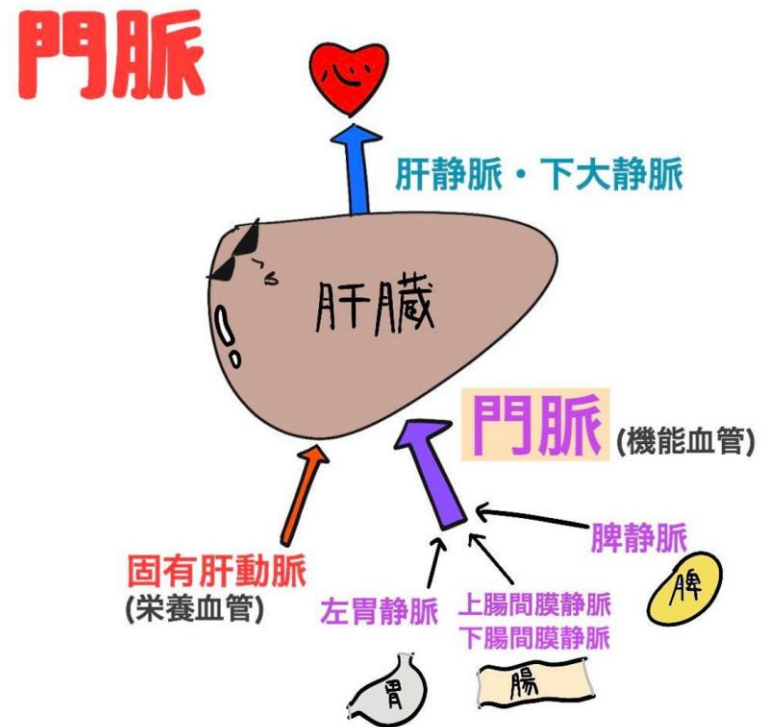 門脈
心
肝静脈・下大静脈
肝臓
門脈 (機能血管)
脾静脈
固有肝動脈
(栄養血管)
左胃静脈
上腸間膜静脈
下腸間膜静脈
脾
胃
腸